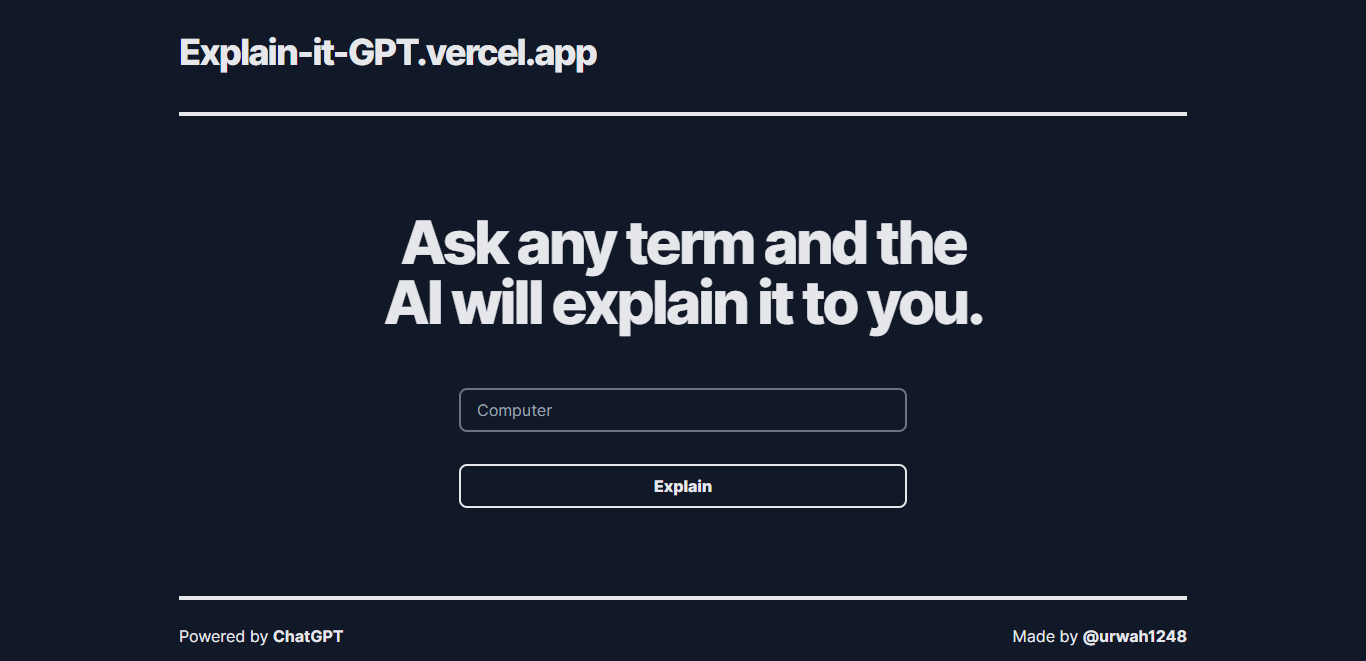 Explain-it-GPT.vercel.app
Ask any term and the
AI will explain it to you.
Computer
Explain
Powered by ChatGPT
Made by @urwah1248